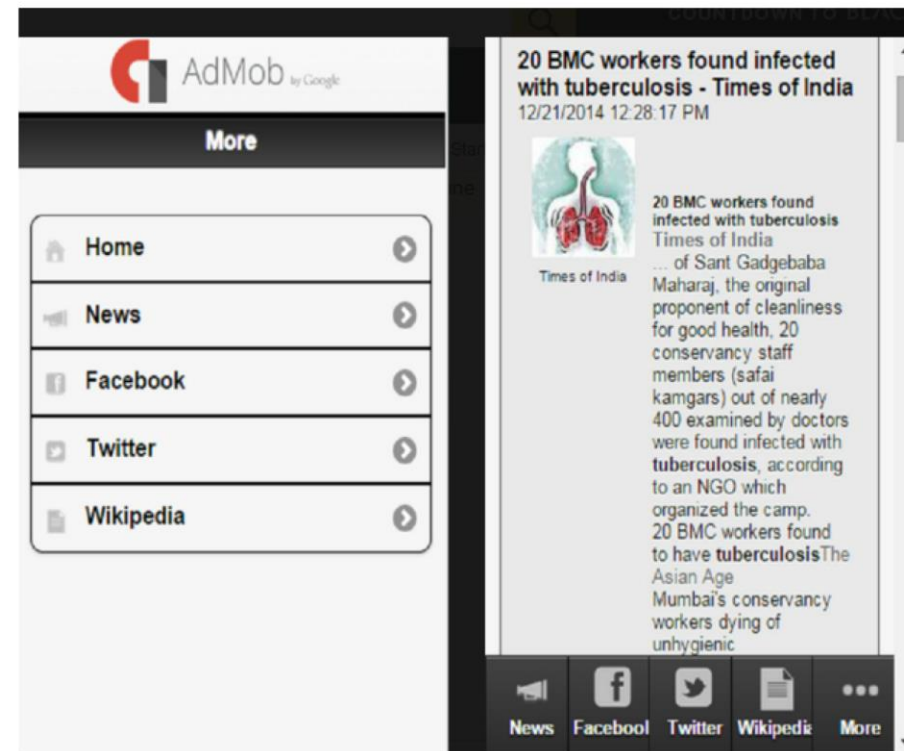 COUNTDOWN TO
AdMob by Google
More
Home
News
Facebook
Twitter
Wikipedia
20 BMC workers found infected
with tuberculosis - Times of India
12/21/2014 12:28:17 PM
Times of India
20 BMC workers found
infected with tuberculosis
Times of India
... of Sant Gadgebaba
Maharaj, the original
proponent of cleanliness
for good health, 20
conservancy staff
members (safai
kamgars) out of nearly
400 examined by doctors
were found infected with
tuberculosis, according
to an NGO which
organized the camp.
20 BMC workers found
to have tuberculosisThe
Asian Age
Mumbai's conservancy
workers dying of
unhygienic
News Facebool Twitter Wikipedia More